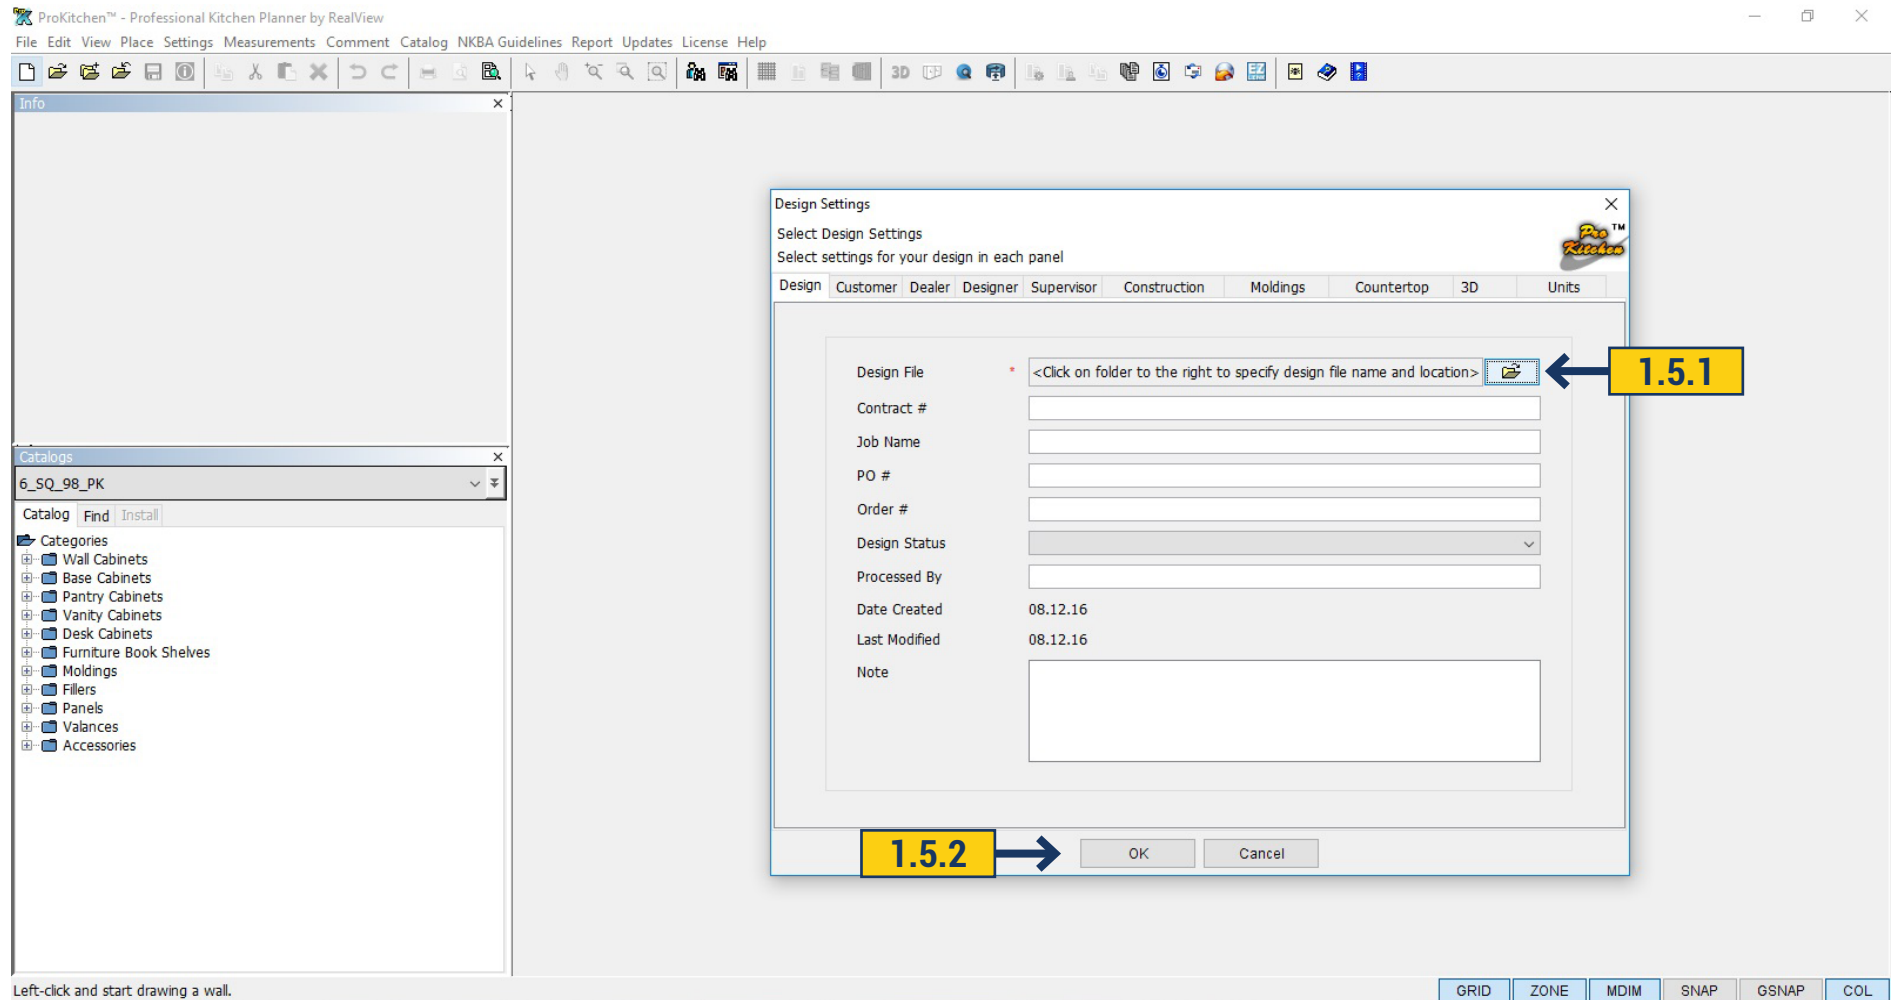 ProKitchen™ - Professional Kitchen Planner by RealView
File Edit View Place Settings Measurements Comment Catalog NKBA Guidelines Report Updates License Help
3D
Info
Catalogs
6_SQ_98_PK
Catalog Find Install
Categories
Wall Cabinets
Base Cabinets
Pantry Cabinets
Vanity Cabinets
Desk Cabinets
Furniture Book Shelves
Moldings
Fillers
Panels
Valances
Accessories
Design Settings
Select Design Settings
Select settings for your design in each panel
Pro Kitchen TM
Design Customer Dealer Designer Supervisor Construction Moldings Countertop 3D Units
Design File * <Click on folder to the right to specify design file name and location>
1.5.1
Contract #
Job Name
PO #
Order #
Design Status
Processed By
Date Created 08.12.16
Last Modified 08.12.16
Note
1.5.2
OK Cancel
Left-click and start drawing a wall.
GRID ZONE MDIM SNAP GSNAP COL